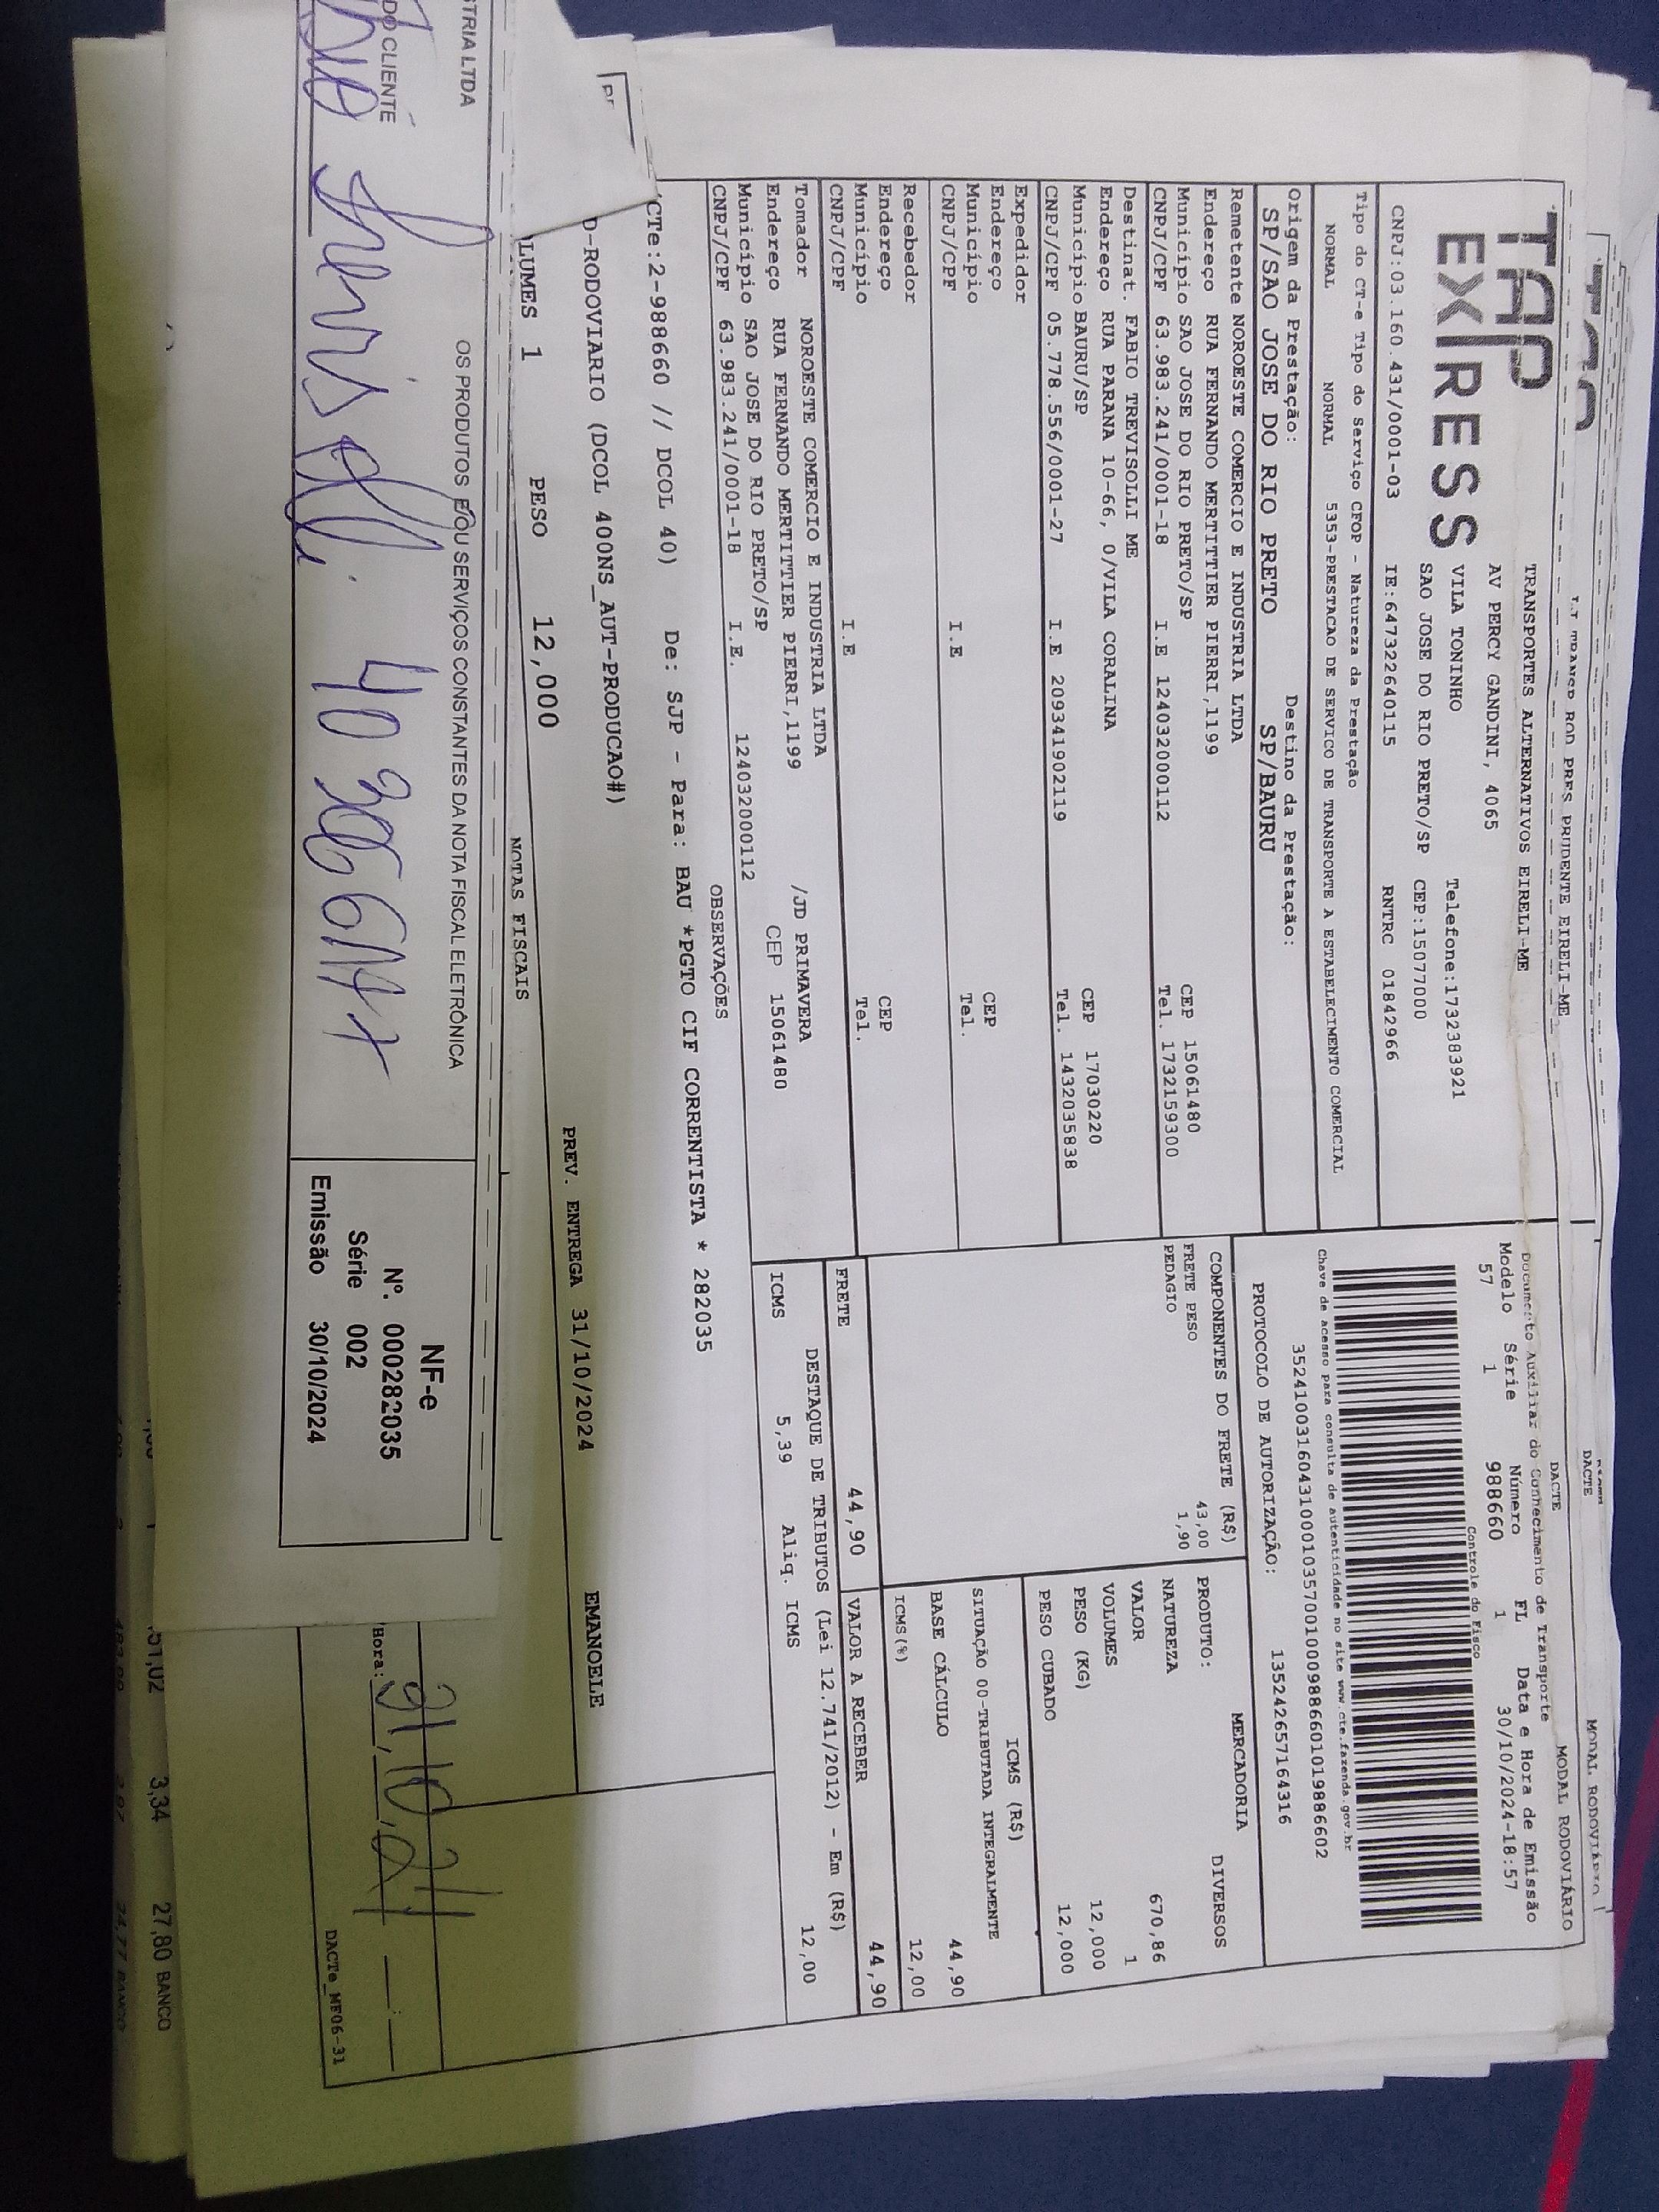 TRANSP ROD PRES PRUDENTE EIRELI-ME
DACTE
MODAL RODOVIÁRIO
TAP
EXPRESS
TRANSPORTES ALTERNATIVOS EIRELI-ME
AV PERCY GANDINI, 4065
VILA TONINHO Telefone:1732383921
SAO JOSE DO RIO PRETO/SP CEP:15077000
CNPJ:03.160.431/0001-03 IE:647322640115 RNTRC 01842966
DACTE MODAL RODOVIÁRIO
Documento Auxiliar do Conhecimento de Transporte
Modelo Série Número FL Data e Hora de Emissão
57 1 988660 1 30/10/2024-18:57
Controle do Fisco
Chave de acesso para consulta de autenticidade no site www.cte.fazenda.gov.br
35241003160431000103570010009886601019886602
PROTOCOLO DE AUTORIZAÇÃO: 135242657164316
Tipo do CT-e Tipo do Serviço CFOP - Natureza da Prestação
NORMAL NORMAL 5353-PRESTACAO DE SERVICO DE TRANSPORTE A ESTABELECIMENTO COMERCIAL
Origem da Prestação: Destino da Prestação:
SP/SAO JOSE DO RIO PRETO SP/BAURU
Remetente NOROESTE COMERCIO E INDUSTRIA LTDA
Endereço RUA FERNANDO MERTITTIER PIERRI,1199 CEP 15061480
Município SAO JOSE DO RIO PRETO/SP Tel. 1732159300
CNPJ/CPF 63.983.241/0001-18 I.E 124032000112
Destinat. FABIO TREVISOLLI ME
Endereço RUA PARANA 10-66, 0/VILA CORALINA CEP 17030220
Município BAURU/SP Tel. 1432035838
CNPJ/CPF 05.778.556/0001-27 I.E 209341902119
Expedidor
Endereço CEP
Município Tel.
CNPJ/CPF I.E
Recebedor
Endereço CEP
Município Tel.
CNPJ/CPF I.E
Tomador NOROESTE COMERCIO E INDUSTRIA LTDA
Endereço RUA FERNANDO MERTITTIER PIERRI,1199 /JD PRIMAVERA
Município SAO JOSE DO RIO PRETO/SP CEP 15061480
CNPJ/CPF 63.983.241/0001-18 I.E. 124032000112
COMPONENTES DO FRETE (R$)
FRETE PESO 43,00
PEDAGIO 1,90
MERCADORIA
PRODUTO: DIVERSOS
NATUREZA
VALOR 670,86
VOLUMES 1
PESO (KG) 12,000
PESO CUBADO 12,000
ICMS (R$)
SITUAÇÃO 00-TRIBUTADA INTEGRALMENTE
BASE CÁLCULO 44,90
ICMS(%) 12,00
FRETE 44,90 VALOR A RECEBER 44,90
DESTAQUE DE TRIBUTOS (Lei 12.741/2012) - Em (R$)
ICMS 5,39 Aliq. ICMS 12,00
OBSERVAÇÕES
CTe:2-988660 // DCOL 40) De: SJP - Para: BAU *PGTO CIF CORRENTISTA * 282035
D-RODOVIARIO (DCOL 400NS_AUT-PRODUCAO#)
PREV. ENTREGA 31/10/2024 EMANOELE
LUMES 1 PESO 12,000
NOTAS FISCAIS
STRIA LTDA
OS PRODUTOS E/OU SERVIÇOS CONSTANTES DA NOTA FISCAL ELETRÔNICA
DO CLIENTE
NF-e
Nº. 000282035
Série 002
Emissão 30/10/2024
Hora:
31,10,24
DACTe_MF06-31
51,02 3,34 27,80 BANCO